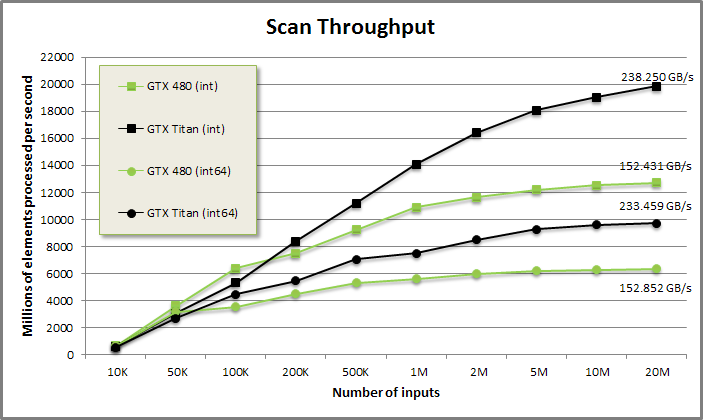 Scan Throughput
Millions of elements processed per second
22000
20000
18000
16000
14000
12000
10000
8000
6000
4000
2000
0
GTX 480 (int)
GTX Titan (int)
GTX 480 (int64)
GTX Titan (int64)
238.250 GB/s
152.431 GB/s
233.459 GB/s
152.852 GB/s
10K 50K 100K 200K 500K 1M 2M 5M 10M 20M
Number of inputs